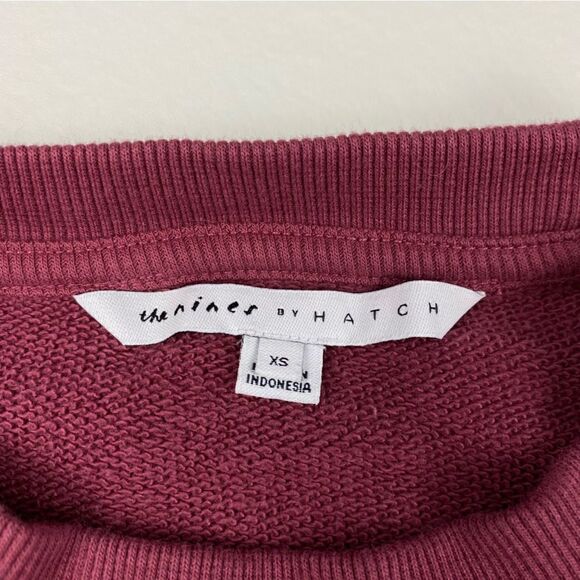 the nines BY HATCH
XS
INDONESIA